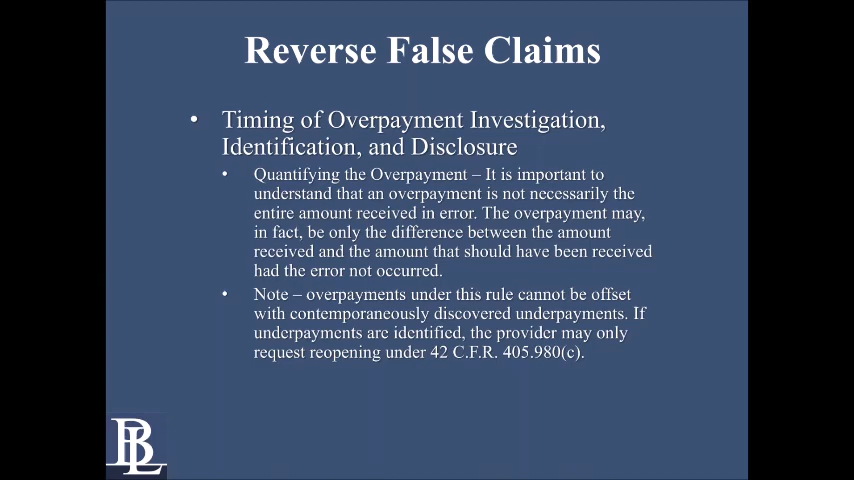 Reverse False Claims
• Timing of Overpayment Investigation,
Identification, and Disclosure
• Quantifying the Overpayment – It is important to
understand that an overpayment is not necessarily the
entire amount received in error. The overpayment may,
in fact, be only the difference between the amount
received and the amount that should have been received
had the error not occurred.
• Note – overpayments under this rule cannot be offset
with contemporaneously discovered underpayments. If
underpayments are identified, the provider may only
request reopening under 42 C.F.R. 405.980(c).
BL